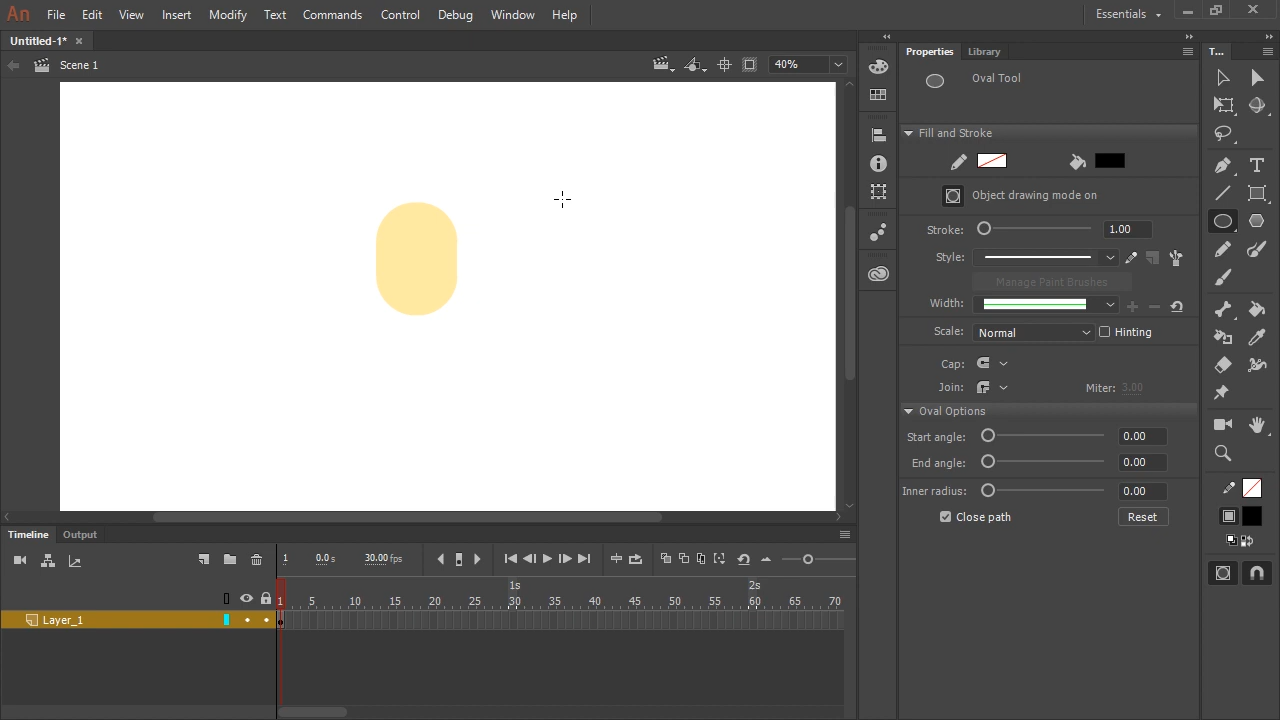 An File Edit View Insert Modify Text Commands Control Debug Window Help Essentials
Untitled-1*
Scene 1
40%
Properties Library
T...
Oval Tool
Fill and Stroke
Object drawing mode on
Stroke: 1.00
Style:
Manage Paint Brushes
Width:
Scale: Normal Hinting
Cap:
Join: Miter: 3.00
Oval Options
Start angle: 0.00
End angle: 0.00
Inner radius: 0.00
Close path Reset
Timeline Output
1 0.0 s 30.00 fps
1s 2s
1 5 10 15 20 25 30 35 40 45 50 55 60 65 70
Layer_1